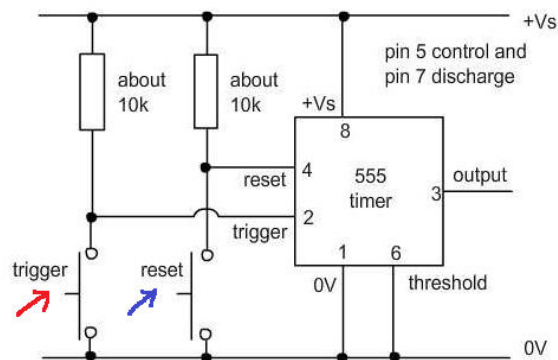 +Vs
pin 5 control and
pin 7 discharge
about
10k
about
10k
+Vs
8
reset
4
555
timer
3
output
trigger
2
1
6
0V
threshold
trigger
reset
0V